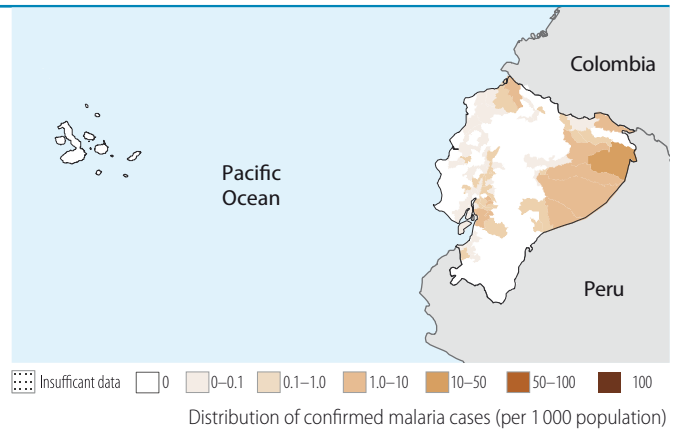 Colombia
Pacific
Ocean
Peru
Insufficant data 0 0–0.1 0.1–1.0 1.0–10 10–50 50–100 100
Distribution of confirmed malaria cases (per 1 000 population)